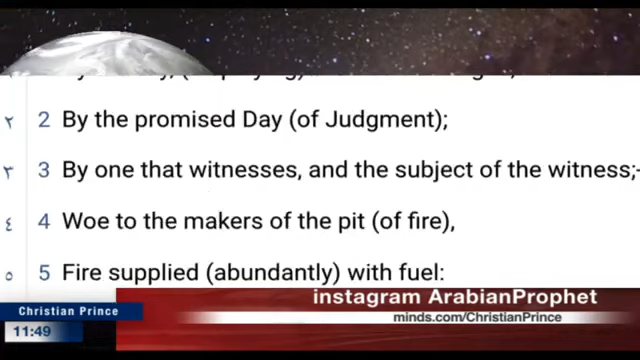 ٢ 2 By the promised Day (of Judgment);
٣ 3 By one that witnesses, and the subject of the witness;-
٤ 4 Woe to the makers of the pit (of fire),
٥ 5 Fire supplied (abundantly) with fuel:
instagram ArabianProphet
Christian Prince
minds.com/ChristianPrince
11:49